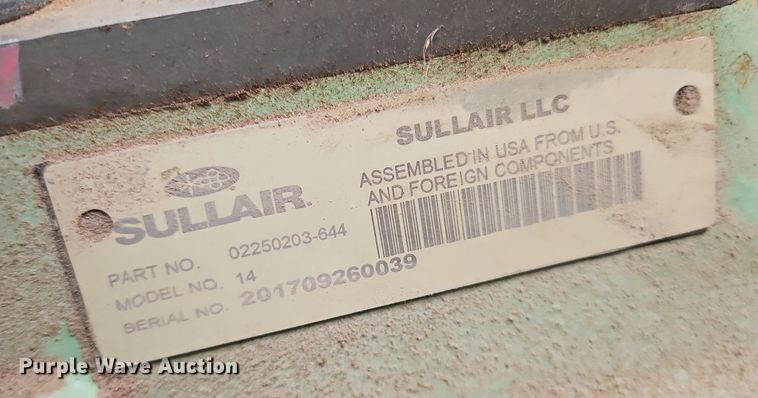 SULLAIR LLC
ASSEMBLED IN USA FROM U.S.
AND FOREIGN COMPONENTS
SULLAIR.
PART NO. 02250203-644
MODEL NO. 14
SERIAL NO. 201709260039
Purple Wave Auction